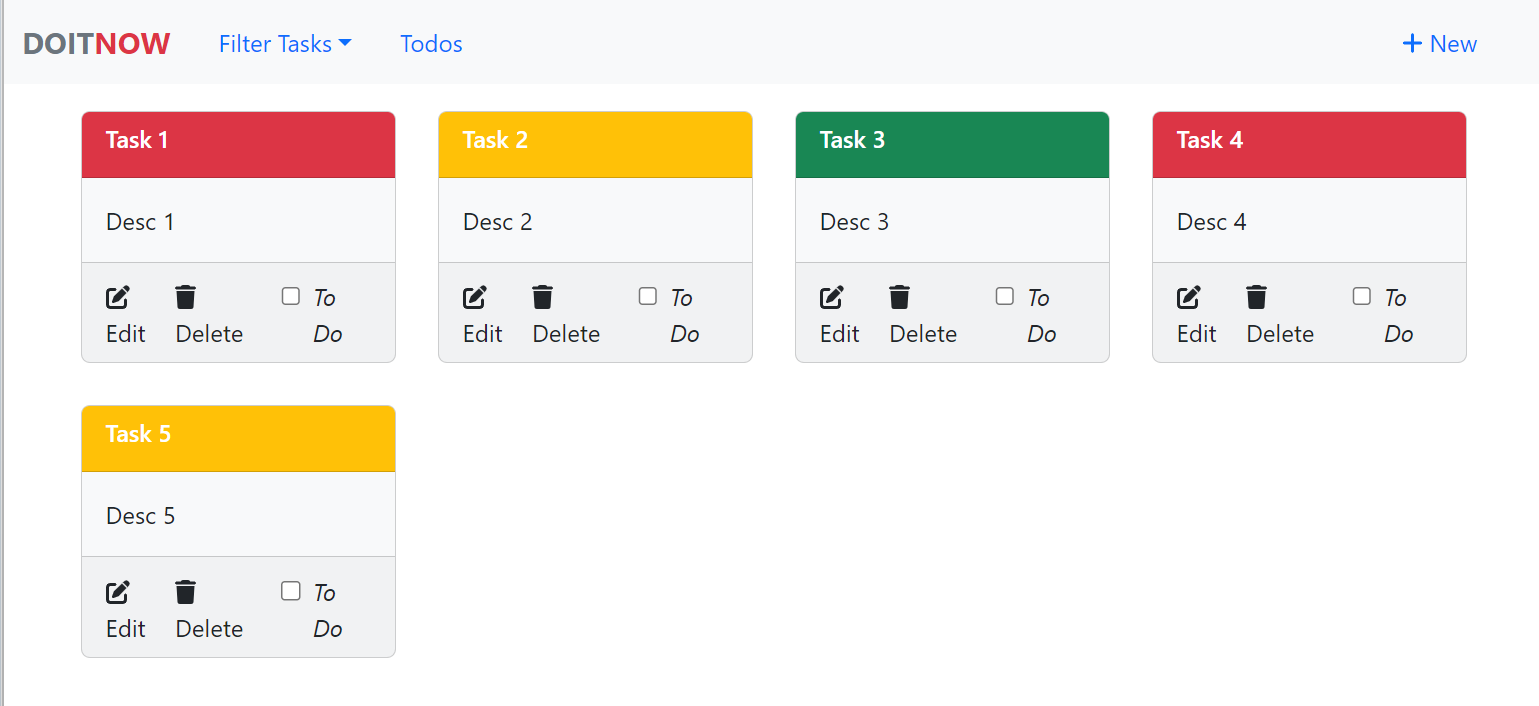 DOITNOW Filter Tasks Todos New
Task 1 Task 2 Task 3 Task 4
Desc 1 Desc 2 Desc 3 Desc 4
To To To To
Edit Delete Do Edit Delete Do Edit Delete Do Edit Delete Do
Task 5
Desc 5
To
Edit Delete Do